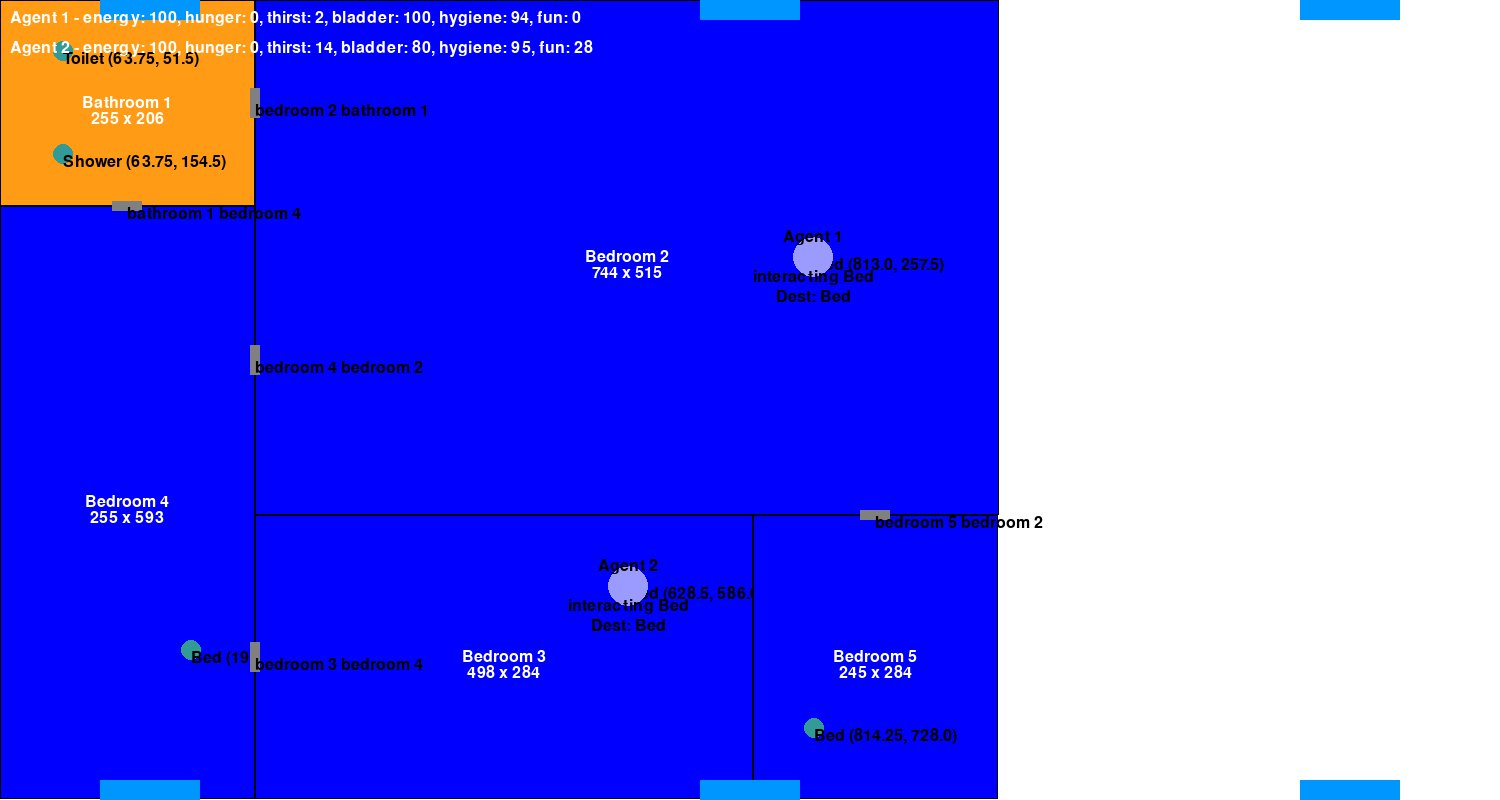 Agent 1 - energy: 100, hunger: 0, thirst: 2, bladder: 100, hygiene: 94, fun: 0
Agent 2 - energy: 100, hunger: 0, thirst: 14, bladder: 80, hygiene: 95, fun: 28
Toilet (63.75, 51.5)
Bathroom 1
255 x 206
bedroom 2 bathroom 1
Shower (63.75, 154.5)
bathroom 1 bedroom 4
Agent 1
Bedroom 2
744 x 515
(813.0, 257.5)
interacting Bed
Dest: Bed
bedroom 4 bedroom 2
Bedroom 4
255 x 593
bedroom 5 bedroom 2
Agent 2
(628.5, 586.
interacting Bed
Dest: Bed
Bed (19
bedroom 3 bedroom 4
Bedroom 3
498 x 284
Bedroom 5
245 x 284
Bed (814.25, 728.0)